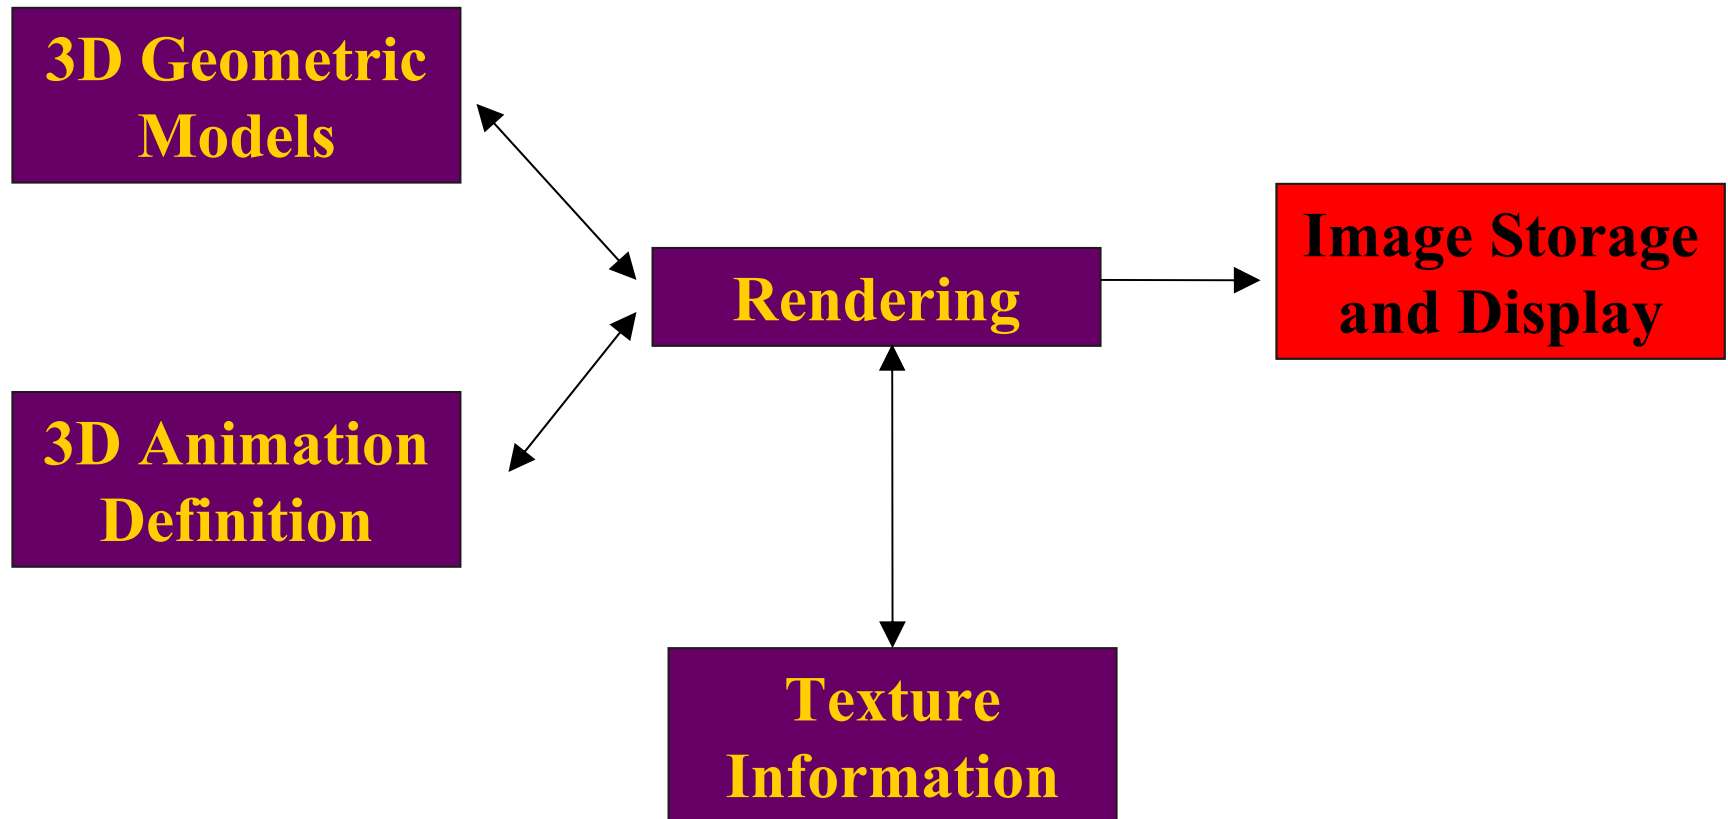 3D Geometric
Models
Rendering
Image Storage
and Display
3D Animation
Definition
Texture
Information